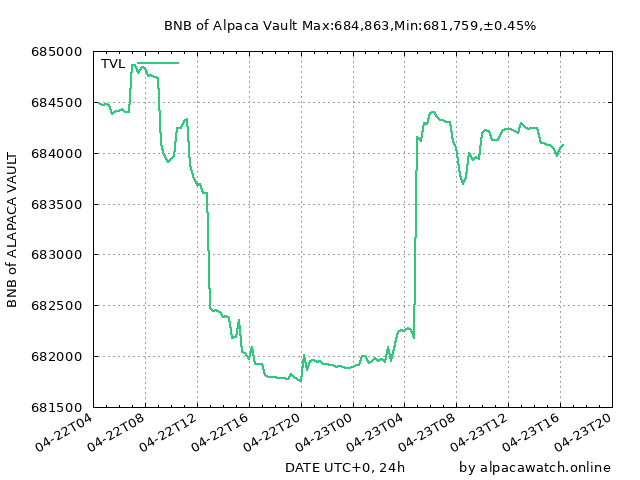 BNB of Alpaca Vault Max:684,863,Min:681,759,±0.45%
TVL
685000
684500
684000
683500
683000
682500
682000
681500
BNB of ALAPACA VAULT
04-22T04
04-22T08
04-22T12
04-22T16
04-22T20
04-23T00
04-23T04
04-23T08
04-23T12
04-23T16
04-23T20
DATE UTC+0, 24h
by alpacawatch.online